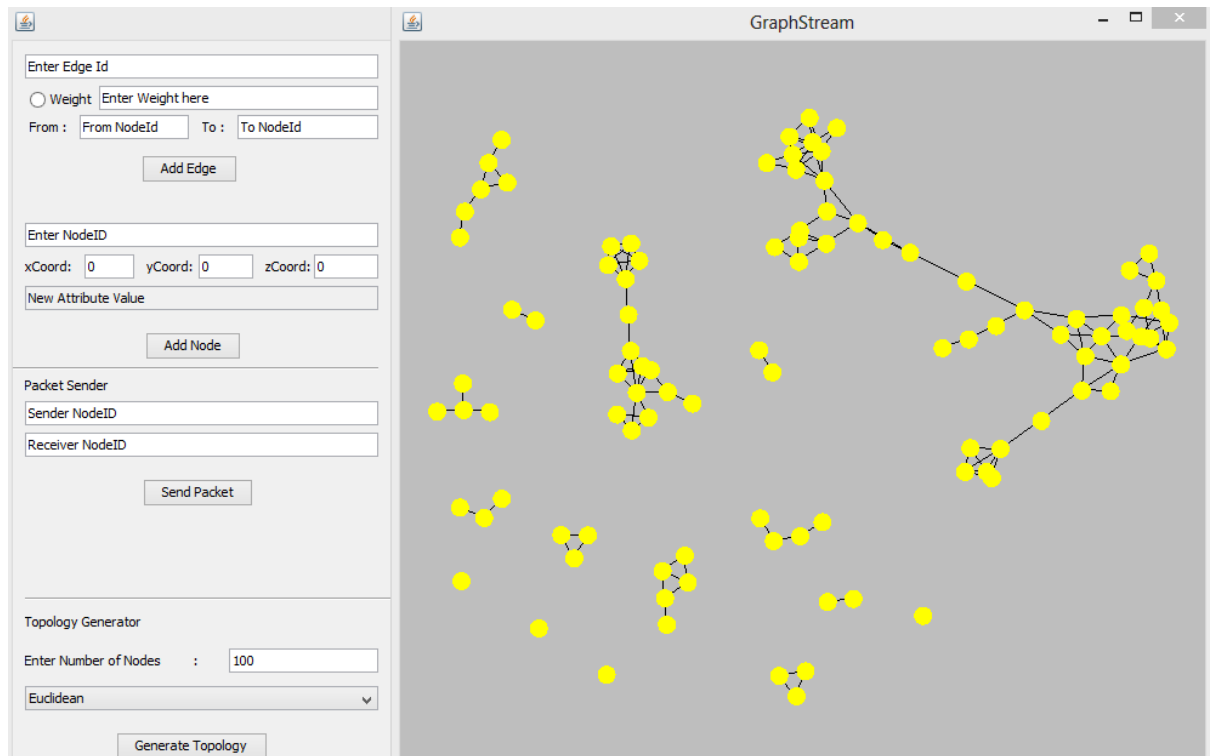 GraphStream
Enter Edge Id
Weight Enter Weight here
From : From NodeId To : To NodeId
Add Edge
Enter NodeID
xCoord: 0 yCoord: 0 zCoord: 0
New Attribute Value
Add Node
Packet Sender
Sender NodeID
Receiver NodeID
Send Packet
Topology Generator
Enter Number of Nodes : 100
Euclidean
Generate Topology